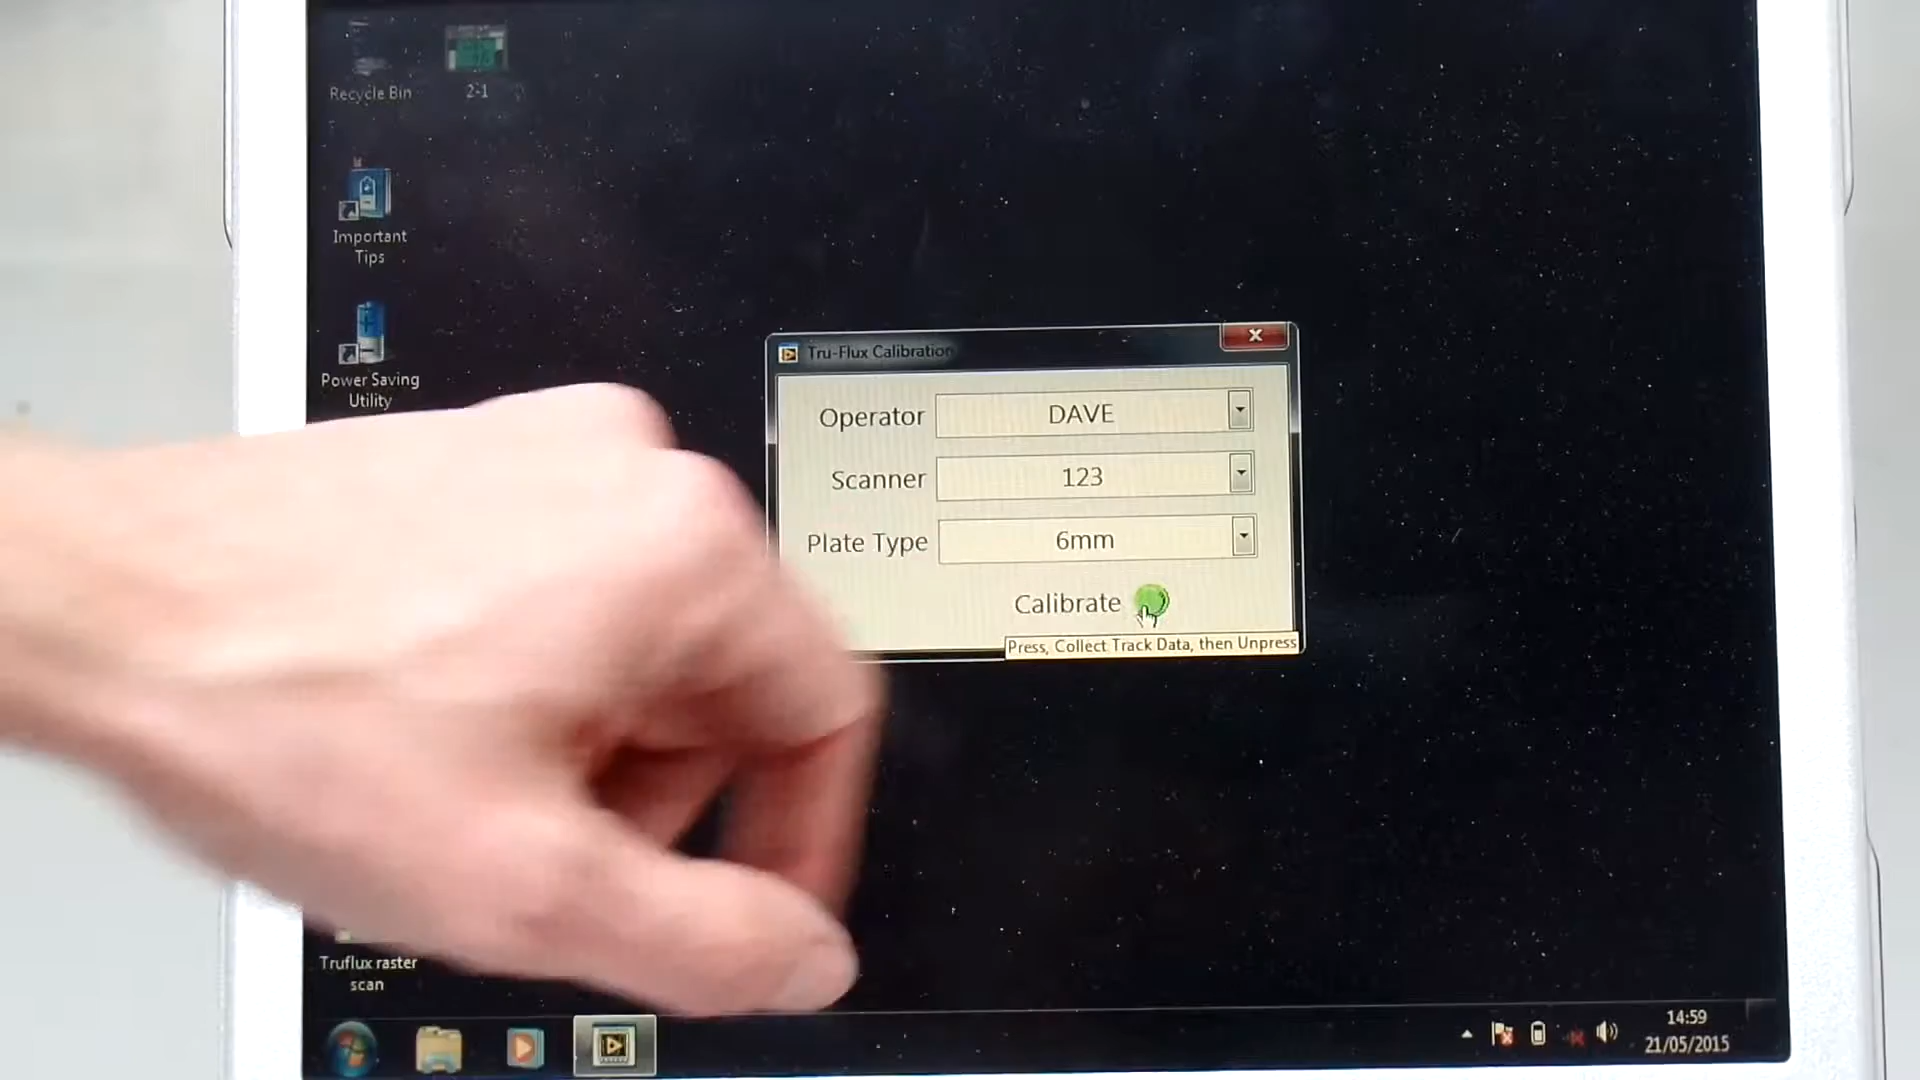 Recycle Bin
2-1
Important
Tips
Power Saving
Utility
Tru-Flux Calibration
Operator DAVE
Scanner 123
Plate Type 6mm
Calibrate
Press, Collect Track Data, then Unpress
Truflux raster
scan
14:59
21/05/2015